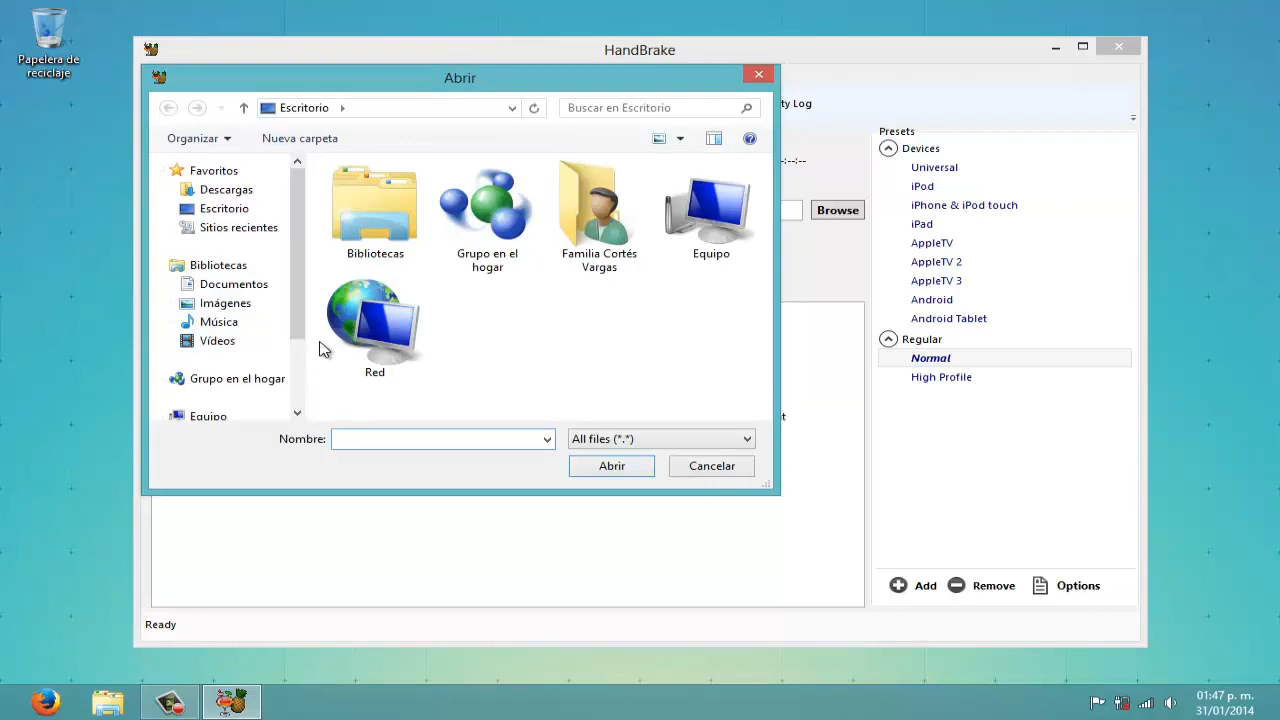 Papelera de
reciclaje
HandBrake
Abrir
Escritorio
Buscar en Escritorio
ty Log
Organizar
Nueva carpeta
--:--
Favoritos
Descargas
Escritorio
Sitios recientes
Bibliotecas
Documentos
Imágenes
Música
Vídeos
Grupo en el hogar
Equipo
Bibliotecas
Grupo en el
hogar
Familia Cortés
Vargas
Equipo
Red
Nombre:
All files (*.*)
Abrir
Cancelar
Browse
t
Presets
Devices
Universal
iPod
iPhone & iPod touch
iPad
AppleTV
AppleTV 2
AppleTV 3
Android
Android Tablet
Regular
Normal
High Profile
Add
Remove
Options
Ready
01:47 p. m.
31/01/2014